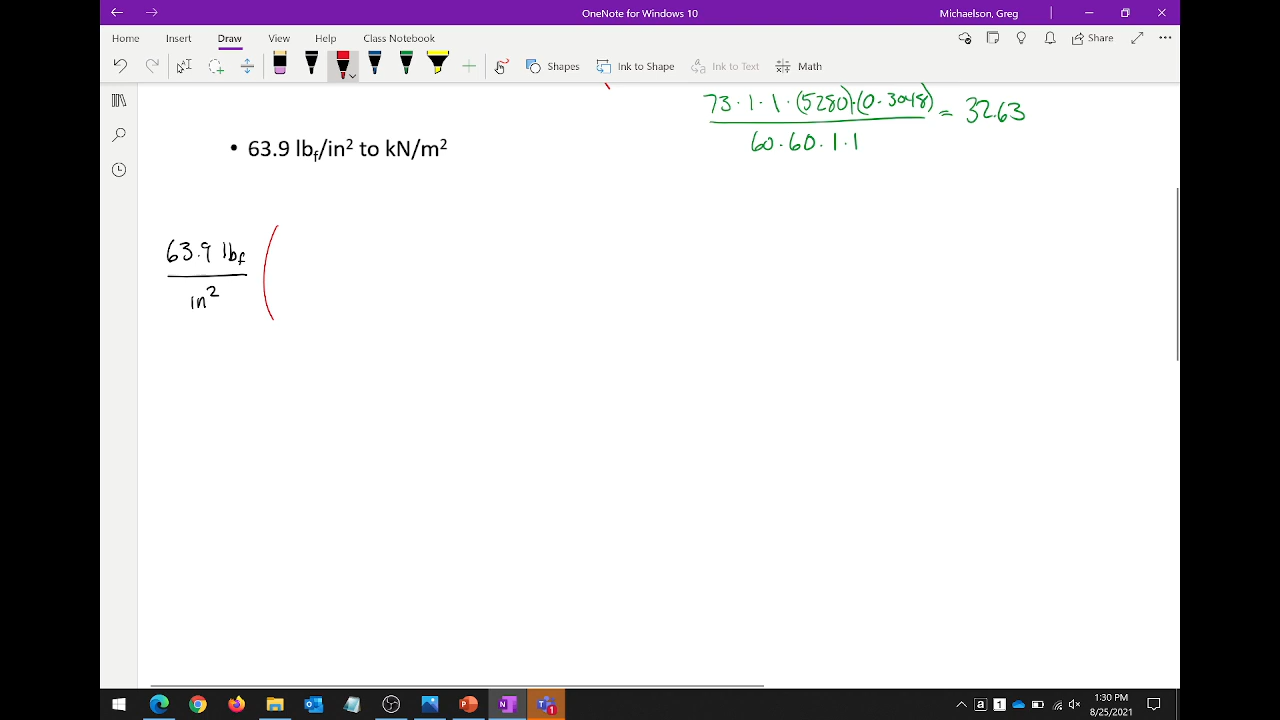 OneNote for Windows 10
Michaelson, Greg
Home Insert Draw View Help Class Notebook
Shapes Ink to Shape Ink to Text Math Share
73 · 1 · 1 · (5280) · (0.3048) = 32.63
60 · 60 · 1 · 1
• 63.9 lbf/in² to kN/m²
63.9 lbf (
in²
1:30 PM
8/25/2021